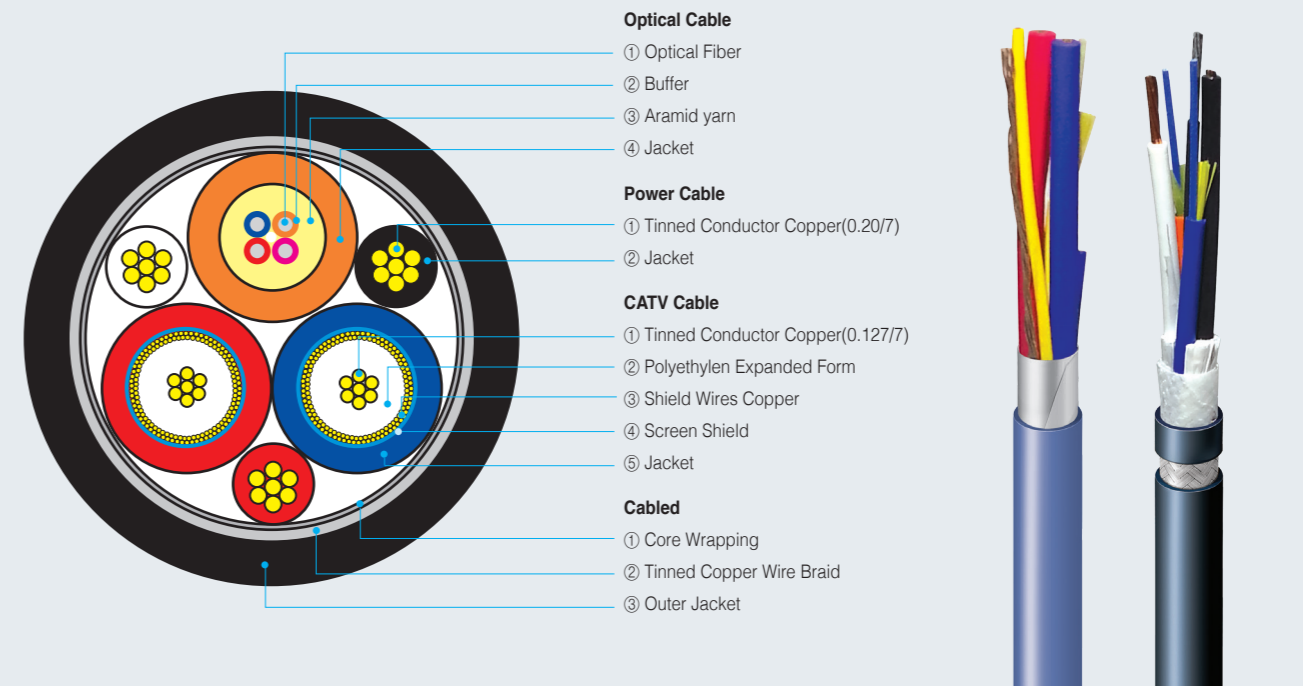 Optical Cable
① Optical Fiber
② Buffer
③ Aramid yarn
④ Jacket
Power Cable
① Tinned Conductor Copper(0.20/7)
② Jacket
CATV Cable
① Tinned Conductor Copper(0.127/7)
② Polyethylen Expanded Form
③ Shield Wires Copper
④ Screen Shield
⑤ Jacket
Cabled
① Core Wrapping
② Tinned Copper Wire Braid
③ Outer Jacket